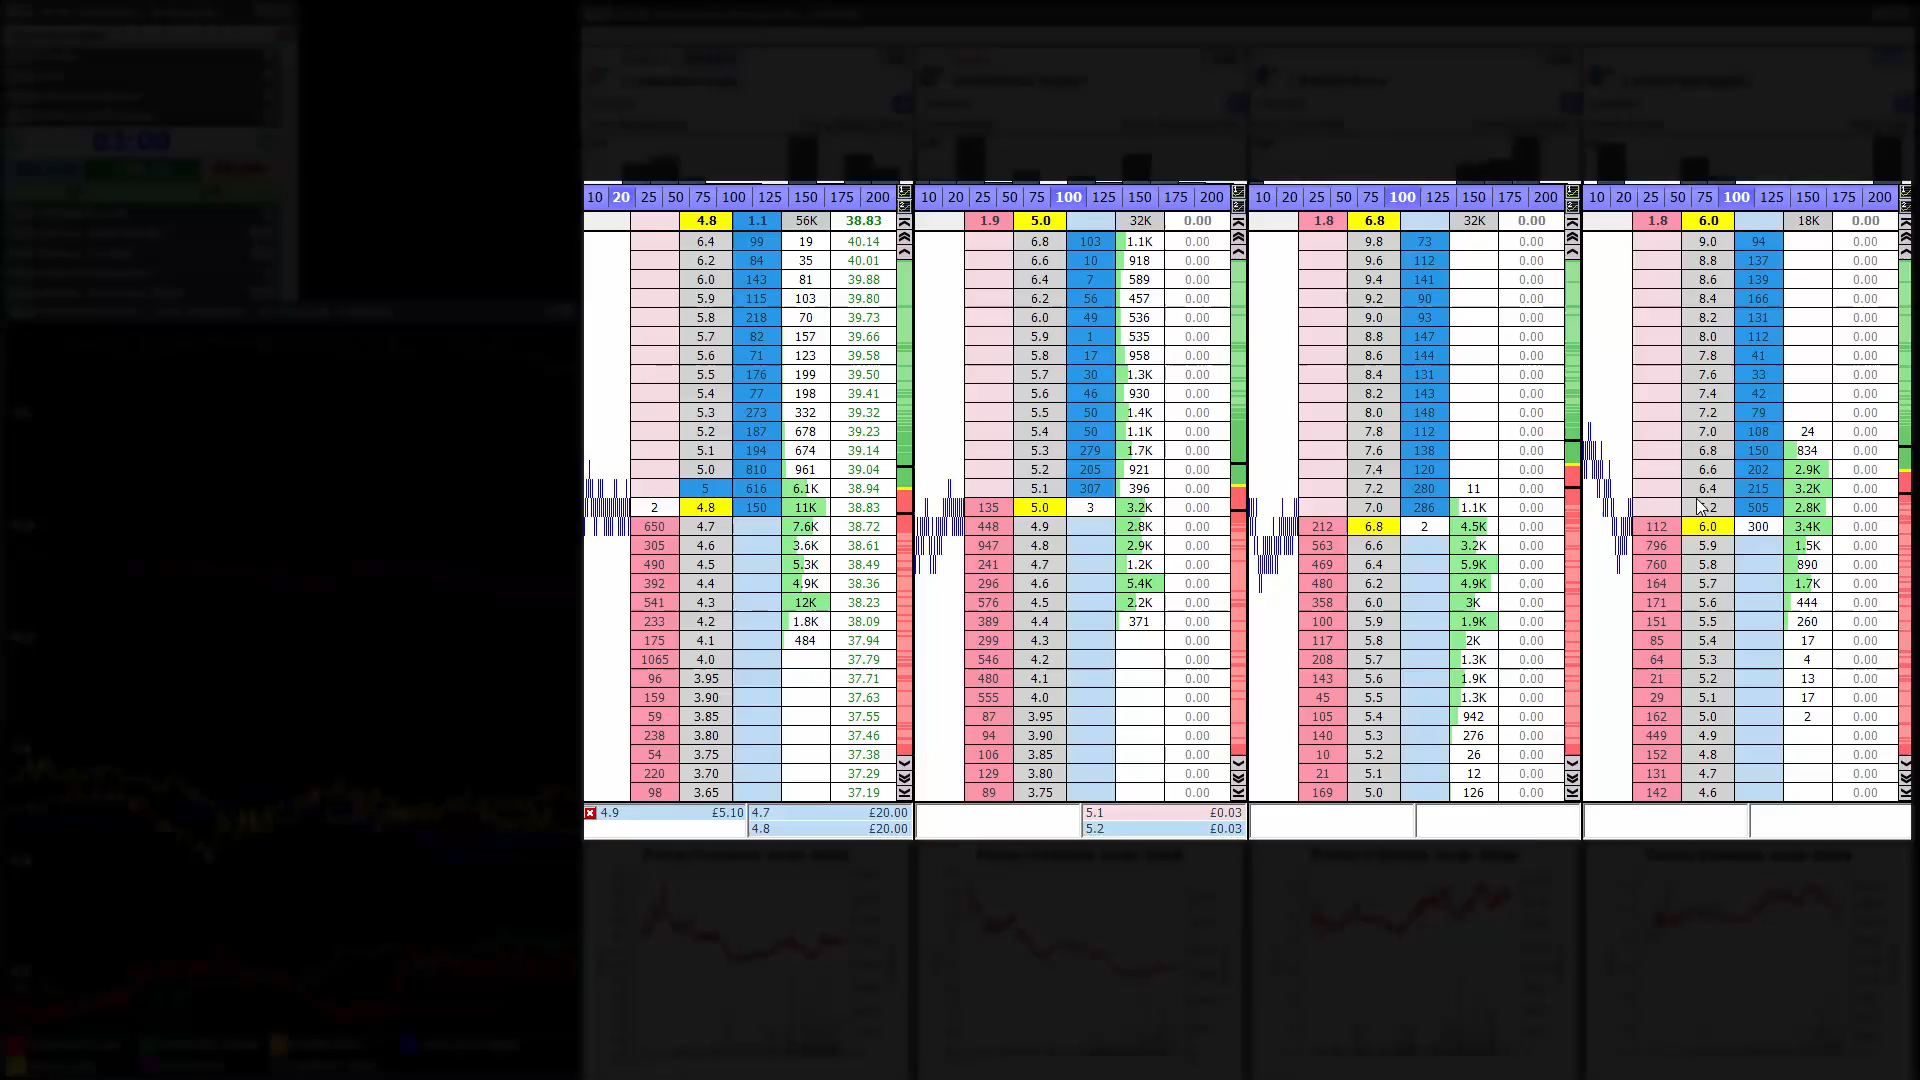 10 20 25 50 75 100 125 150 175 200 10 20 25 50 75 100 125 150 175 200 10 20 25 50 75 100 125 150 175 200 10 20 25 50 75 100 125 150 175 200
4.8 1.1 56K 38.83 1.9 5.0 32K 0.00 1.8 6.8 32K 0.00 1.8 6.0 18K 0.00
6.4 99 19 40.14 6.8 103 1.1K 0.00 9.8 73 0.00 9.0 94 0.00
6.2 84 35 40.01 6.6 10 918 0.00 9.6 112 0.00 8.8 137 0.00
6.0 143 81 39.88 6.4 7 589 0.00 9.4 141 0.00 8.6 139 0.00
5.9 115 103 39.80 6.2 56 457 0.00 9.2 90 0.00 8.4 166 0.00
5.8 218 70 39.73 6.0 49 536 0.00 9.0 93 0.00 8.2 131 0.00
5.7 82 157 39.66 5.9 1 535 0.00 8.8 147 0.00 8.0 112 0.00
5.6 71 123 39.58 5.8 17 958 0.00 8.6 144 0.00 7.8 41 0.00
5.5 176 199 39.50 5.7 30 1.3K 0.00 8.4 131 0.00 7.6 33 0.00
5.4 77 198 39.41 5.6 46 930 0.00 8.2 143 0.00 7.4 42 0.00
5.3 273 332 39.32 5.5 50 1.4K 0.00 8.0 148 0.00 7.2 79 0.00
5.2 187 678 39.23 5.4 50 1.1K 0.00 7.8 112 0.00 7.0 108 24 0.00
5.1 194 674 39.14 5.3 279 1.7K 0.00 7.6 138 0.00 6.8 150 834 0.00
5.0 810 961 39.04 5.2 205 921 0.00 7.4 120 0.00 6.6 202 2.9K 0.00
5 616 6.1K 38.94 5.1 307 396 0.00 7.2 280 11 0.00 6.4 215 3.2K 0.00
2 4.8 150 11K 38.83 135 5.0 3 3.2K 0.00 7.0 286 1.1K 0.00 .2 505 2.8K 0.00
650 4.7 7.6K 38.72 448 4.9 2.8K 0.00 212 6.8 2 4.5K 0.00 112 6.0 300 3.4K 0.00
305 4.6 3.6K 38.61 947 4.8 2.9K 0.00 563 6.6 3.2K 0.00 796 5.9 1.5K 0.00
490 4.5 5.3K 38.49 241 4.7 1.2K 0.00 469 6.4 5.9K 0.00 760 5.8 890 0.00
392 4.4 4.9K 38.36 296 4.6 5.4K 0.00 480 6.2 4.9K 0.00 164 5.7 1.7K 0.00
541 4.3 12K 38.23 576 4.5 2.2K 0.00 358 6.0 3K 0.00 171 5.6 444 0.00
233 4.2 1.8K 38.09 389 4.4 371 0.00 100 5.9 1.9K 0.00 151 5.5 260 0.00
175 4.1 484 37.94 299 4.3 0.00 117 5.8 2K 0.00 85 5.4 17 0.00
1065 4.0 37.79 546 4.2 0.00 208 5.7 1.3K 0.00 64 5.3 4 0.00
96 3.95 37.71 480 4.1 0.00 143 5.6 1.9K 0.00 21 5.2 13 0.00
159 3.90 37.63 555 4.0 0.00 45 5.5 1.3K 0.00 29 5.1 17 0.00
59 3.85 37.55 87 3.95 0.00 105 5.4 942 0.00 162 5.0 2 0.00
238 3.80 37.46 94 3.90 0.00 140 5.3 276 0.00 449 4.9 0.00
54 3.75 37.38 106 3.85 0.00 10 5.2 26 0.00 152 4.8 0.00
220 3.70 37.29 129 3.80 0.00 21 5.1 12 0.00 131 4.7 0.00
98 3.65 37.19 89 3.75 0.00 169 5.0 126 0.00 142 4.6 0.00
4.9 £5.10 4.7 £20.00 5.1 £0.03
4.8 £20.00 5.2 £0.03